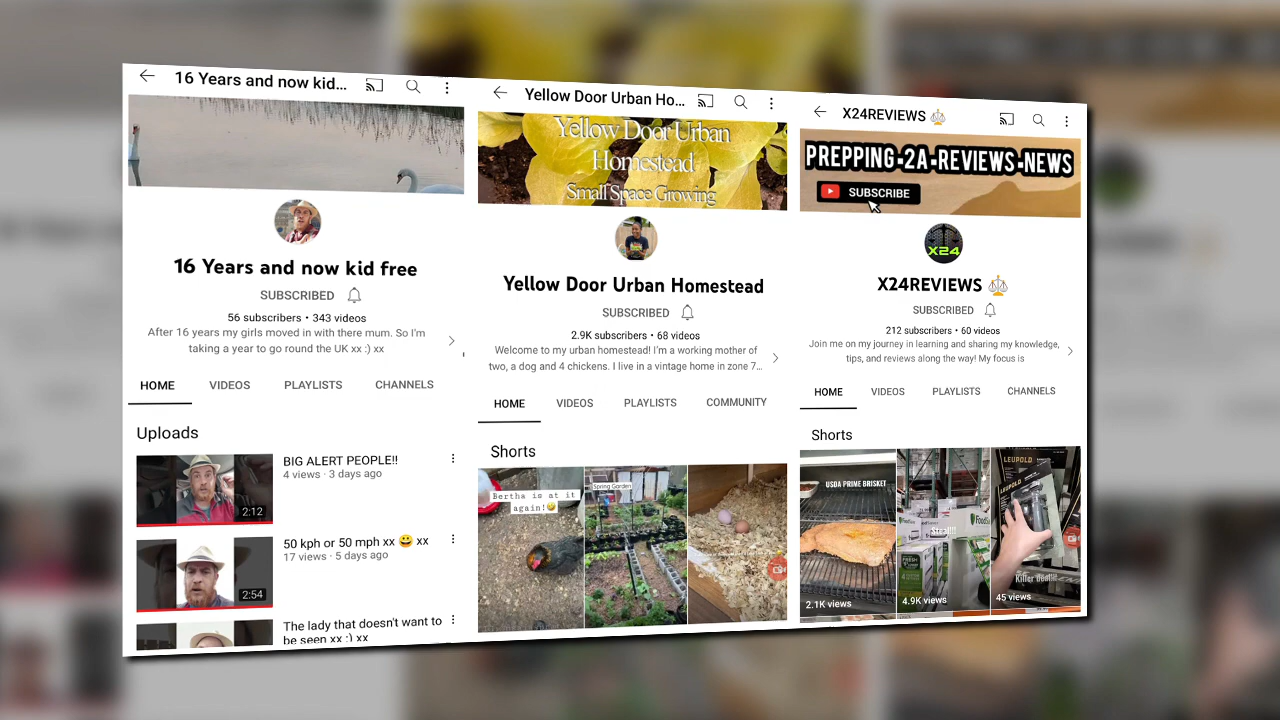 16 Years and now kid...
16 Years and now kid free
SUBSCRIBED
56 subscribers • 343 videos
After 16 years my girls moved in with there mum. So I'm
taking a year to go round the UK xx :) xx
HOME VIDEOS PLAYLISTS CHANNELS
Uploads
BIG ALERT PEOPLE!!
4 views · 3 days ago
2:12
50 kph or 50 mph xx 😀 xx
17 views · 5 days ago
2:54
The lady that doesn't want to
be seen xx :) xx
Yellow Door Urban Ho...
Yellow Door Urban
Homestead
Small Space Growing
Yellow Door Urban Homestead
SUBSCRIBED
2.9K subscribers • 68 videos
Welcome to my urban homestead! I'm a working mother of
two, a dog and 4 chickens. I live in a vintage home in zone 7...
HOME VIDEOS PLAYLISTS COMMUNITY
Shorts
Bertha is at it
again!🤣
Spring Garden
X24REVIEWS ⚖️
PREPPING-2A-REVIEWS-NEWS
SUBSCRIBE
X24
X24REVIEWS ⚖️
SUBSCRIBED
212 subscribers • 60 videos
Join me on my journey in learning and sharing my knowledge,
tips, and reviews along the way! My focus is
HOME VIDEOS PLAYLISTS CHANNELS
Shorts
USDA PRIME BRISKET
2.1K views
4.9K views
LEUPOLD
LEUPOLD
Killer deal!!
45 views